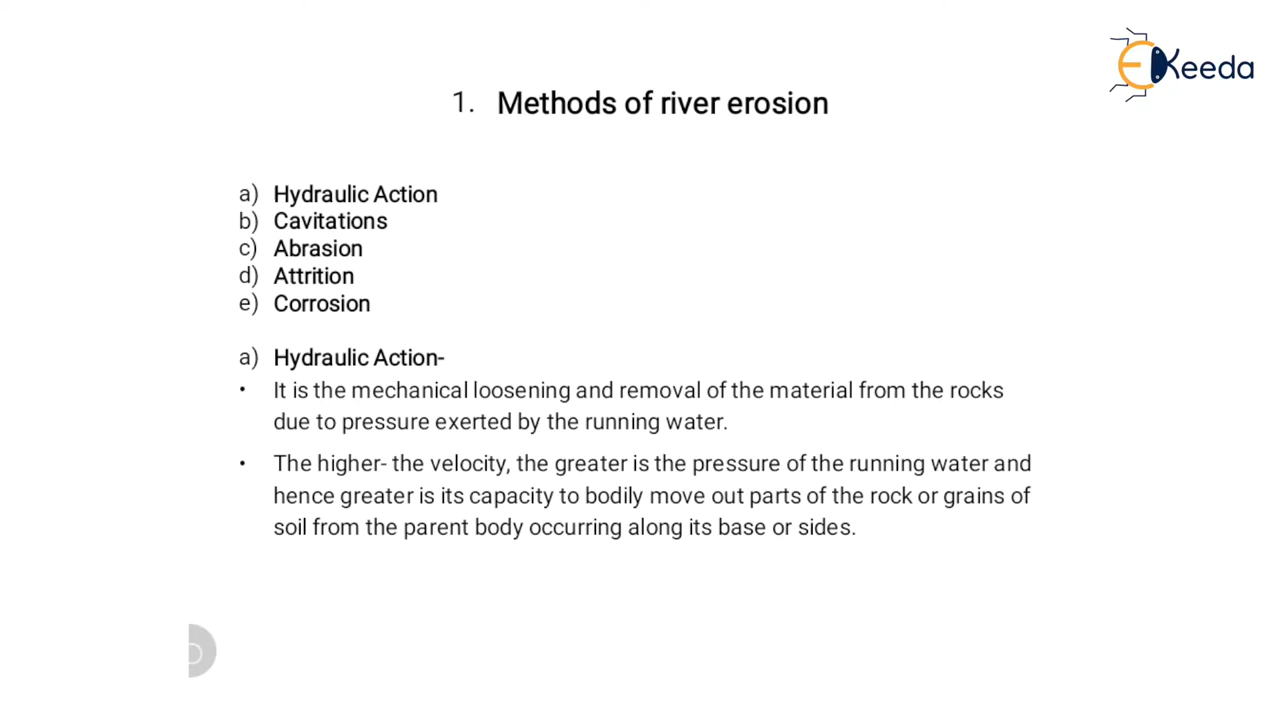 EKeeda
1. Methods of river erosion
a) Hydraulic Action
b) Cavitations
c) Abrasion
d) Attrition
e) Corrosion
a) Hydraulic Action-
• It is the mechanical loosening and removal of the material from the rocks
due to pressure exerted by the running water.
• The higher- the velocity, the greater is the pressure of the running water and
hence greater is its capacity to bodily move out parts of the rock or grains of
soil from the parent body occurring along its base or sides.